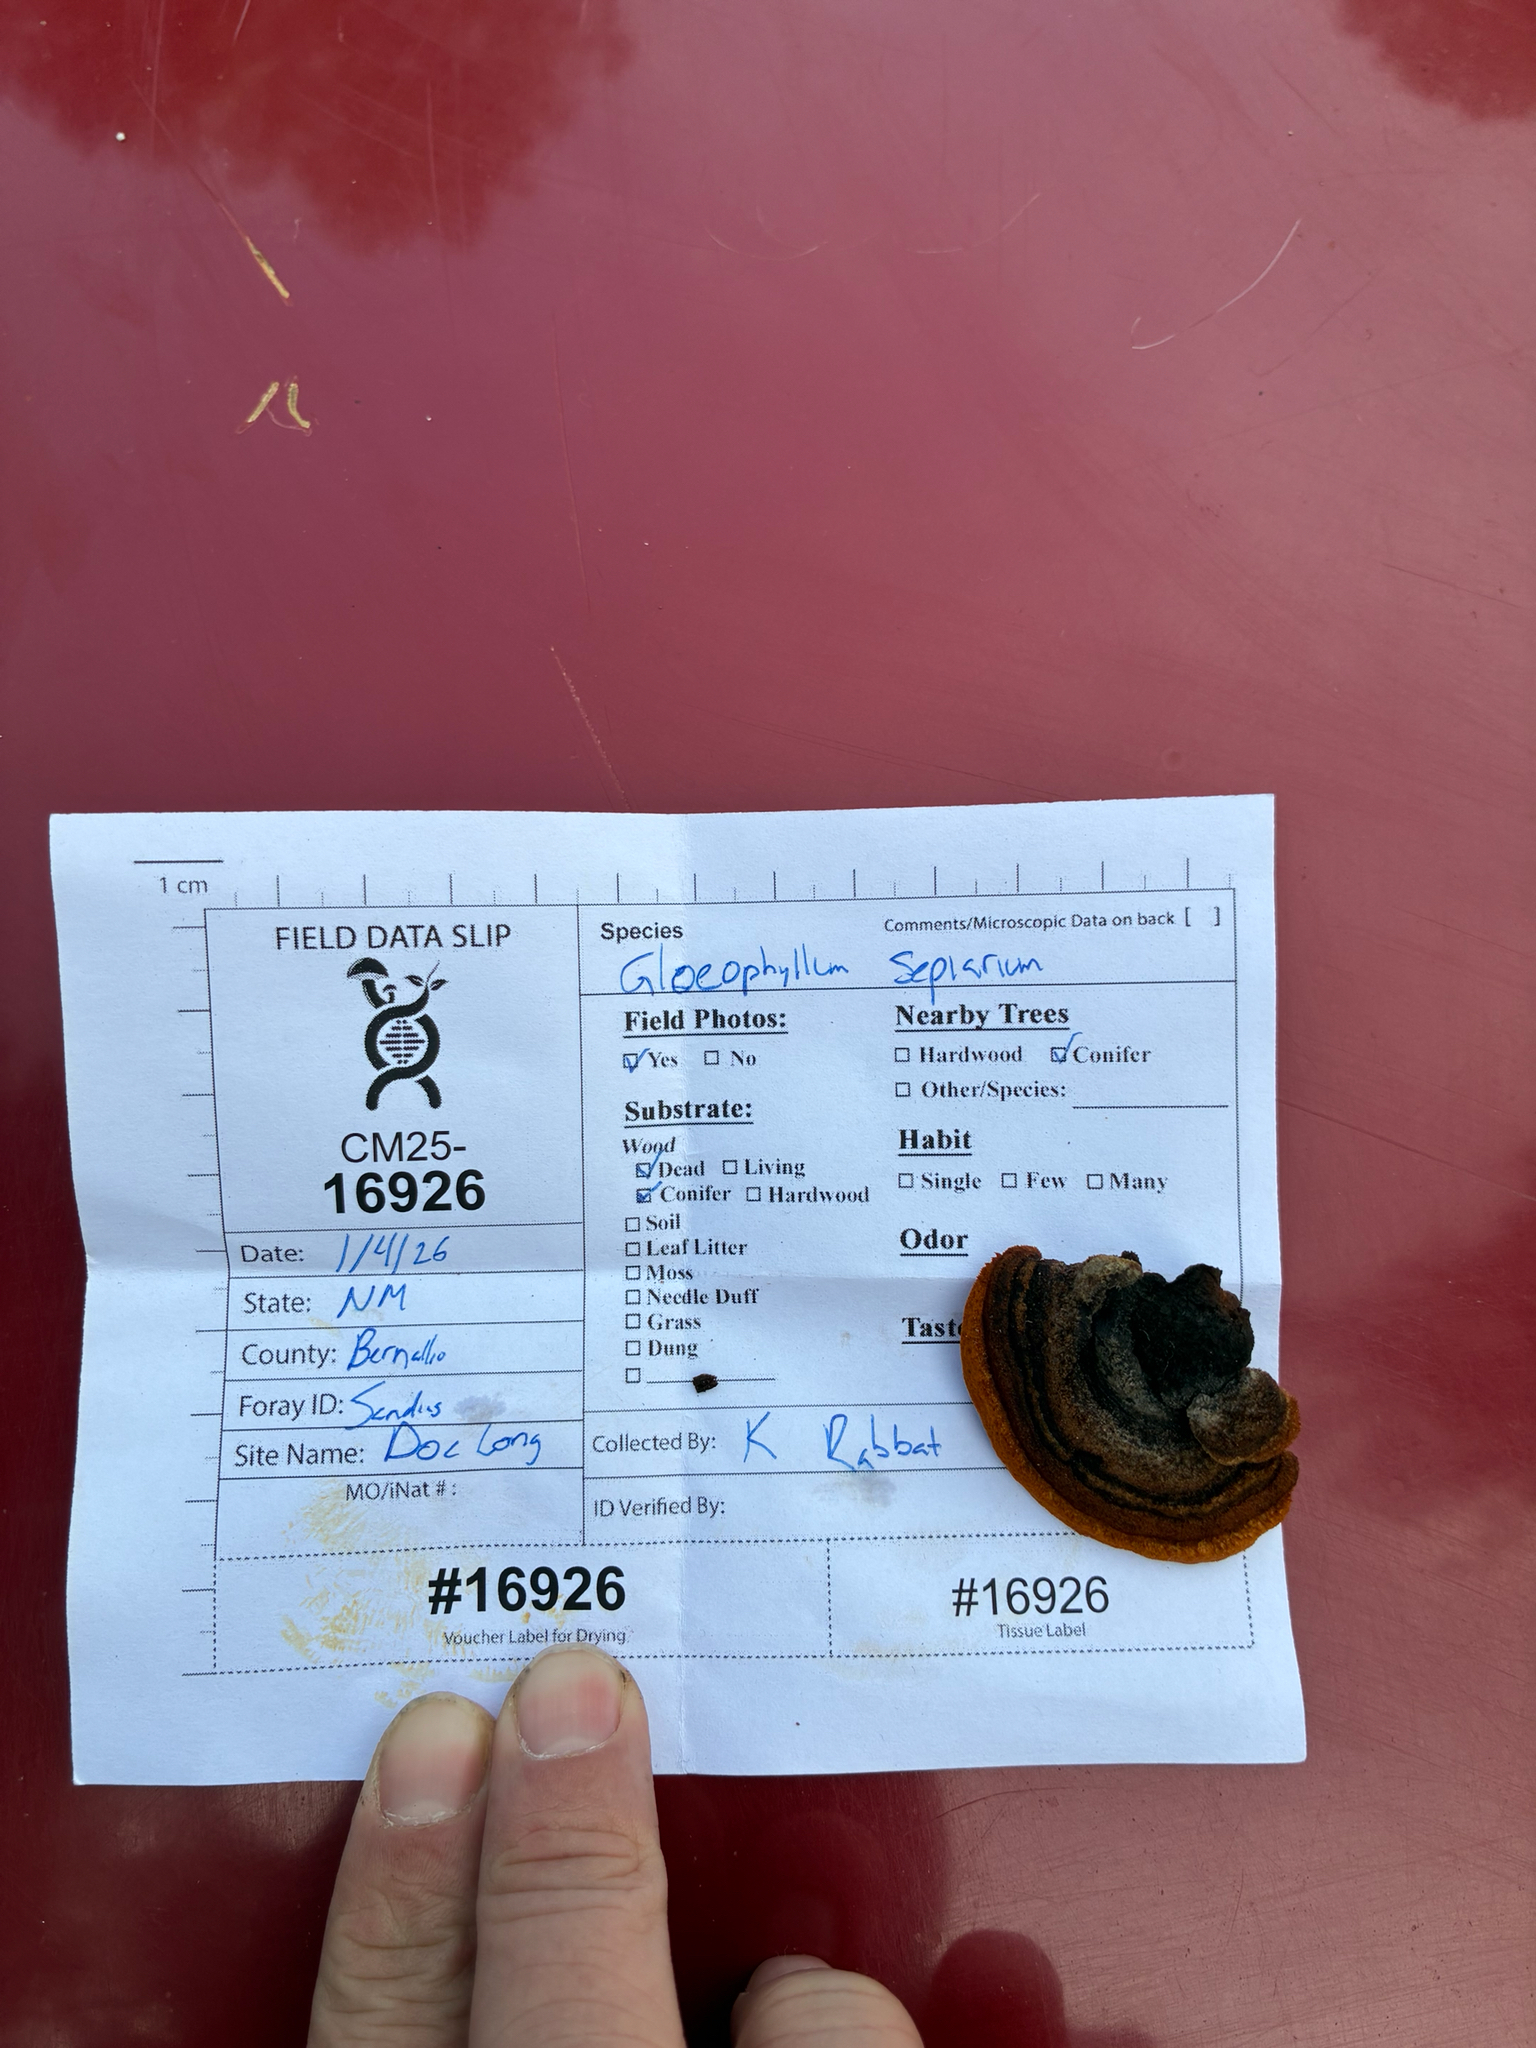 1 cm
FIELD DATA SLIP
CM25-
16926
Date: 1/4/26
State: NM
County: Bernallio
Foray ID:
Site Name: Doc Long
MO/iNat # :
Species
Comments/Microscopic Data on back [ ]
Gloeophyllum Sepiarium
Field Photos:
☑ Yes ☐ No
Substrate:
Wood
☑ Dead ☐ Living
☑ Conifer ☐ Hardwood
☐ Soil
☐ Leaf Litter
☐ Moss
☐ Needle Duff
☐ Grass
☐ Dung
☐
Nearby Trees
☐ Hardwood ☑ Conifer
☐ Other/Species:
Habit
☐ Single ☐ Few ☐ Many
Odor
Taste
Collected By: K Rabbat
ID Verified By:
#16926
Voucher Label for Drying
#16926
Tissue Label